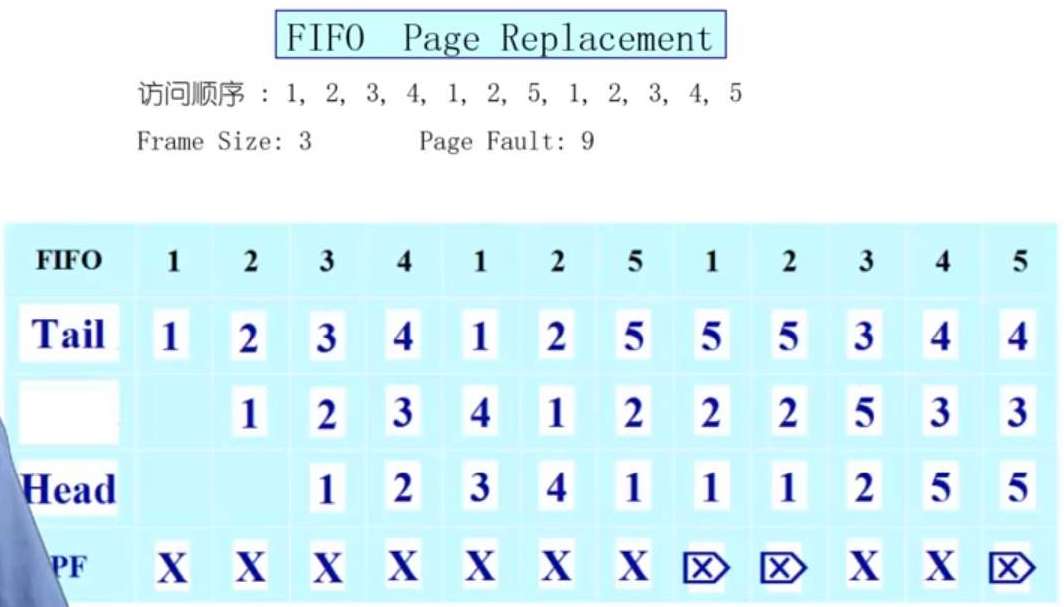 FIFO Page Replacement
访问顺序 : 1, 2, 3, 4, 1, 2, 5, 1, 2, 3, 4, 5
Frame Size: 3 Page Fault: 9
FIFO 1 2 3 4 1 2 5 1 2 3 4 5
Tail 1 2 3 4 1 2 5 5 5 3 4 4
1 2 3 4 1 2 2 2 5 3 3
Head 1 2 3 4 1 1 1 2 5 5
PF X X X X X X X ⌦ ⌦ X X ⌦